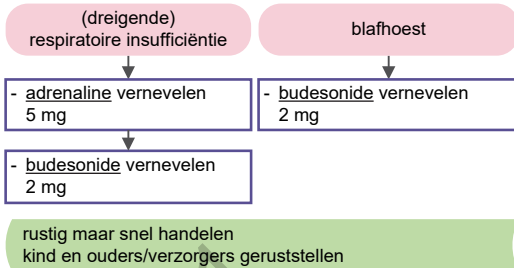 (dreigende)
respiratoire insufficiëntie
blafhoest
- adrenaline vernevelen
5 mg
- budesonide vernevelen
2 mg
- budesonide vernevelen
2 mg
rustig maar snel handelen
kind en ouders/verzorgers geruststellen